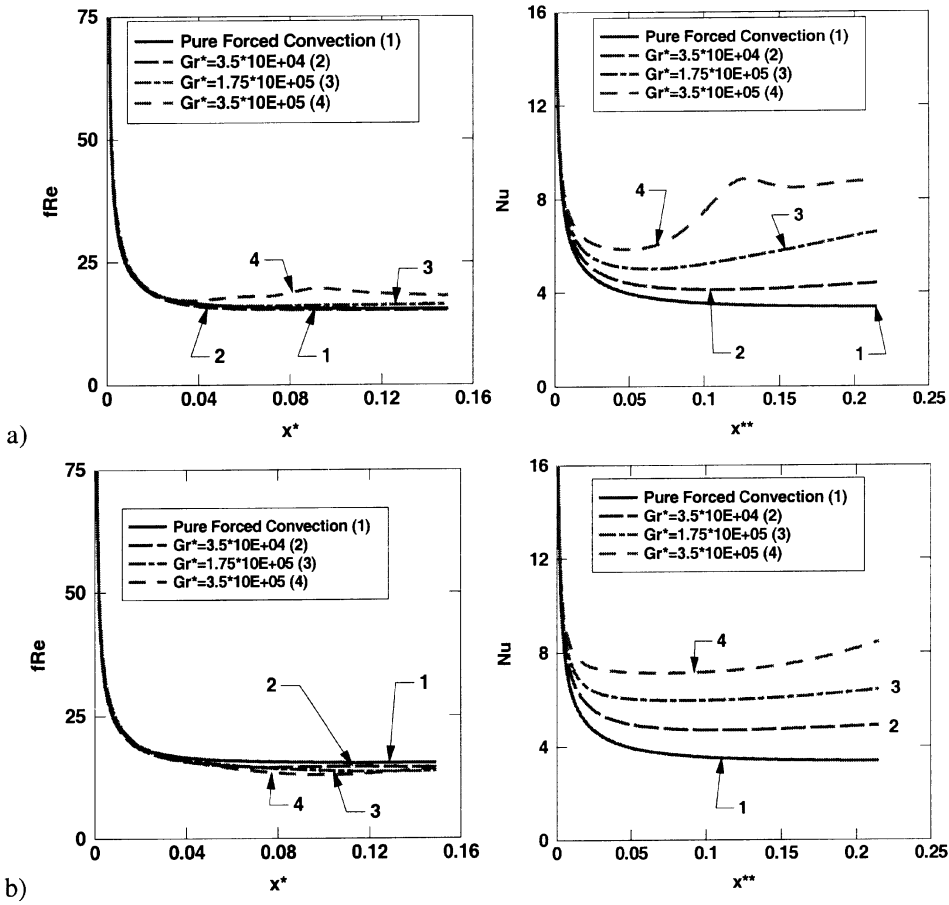 75
50
25
0
fRe
Pure Forced Convection (1)
Gr*=3.5*10E+04 (2)
Gr*=1.75*10E+05 (3)
Gr*=3.5*10E+05 (4)
4
3
2
1
0
0.04
0.08
0.12
0.16
x*
16
12
8
4
0
Nu
Pure Forced Convection (1)
Gr*=3.5*10E+04 (2)
Gr*=1.75*10E+05 (3)
Gr*=3.5*10E+05 (4)
4
3
2
1
0
0.05
0.1
0.15
0.2
0.25
x**
a)
75
50
25
0
fRe
Pure Forced Convection (1)
Gr*=3.5*10E+04 (2)
Gr*=1.75*10E+05 (3)
Gr*=3.5*10E+05 (4)
2
1
4
3
0
0.04
0.08
0.12
0.16
x*
16
12
8
4
0
Nu
Pure Forced Convection (1)
Gr*=3.5*10E+04 (2)
Gr*=1.75*10E+05 (3)
Gr*=3.5*10E+05 (4)
4
3
2
1
0
0.05
0.1
0.15
0.2
0.25
x**
b)